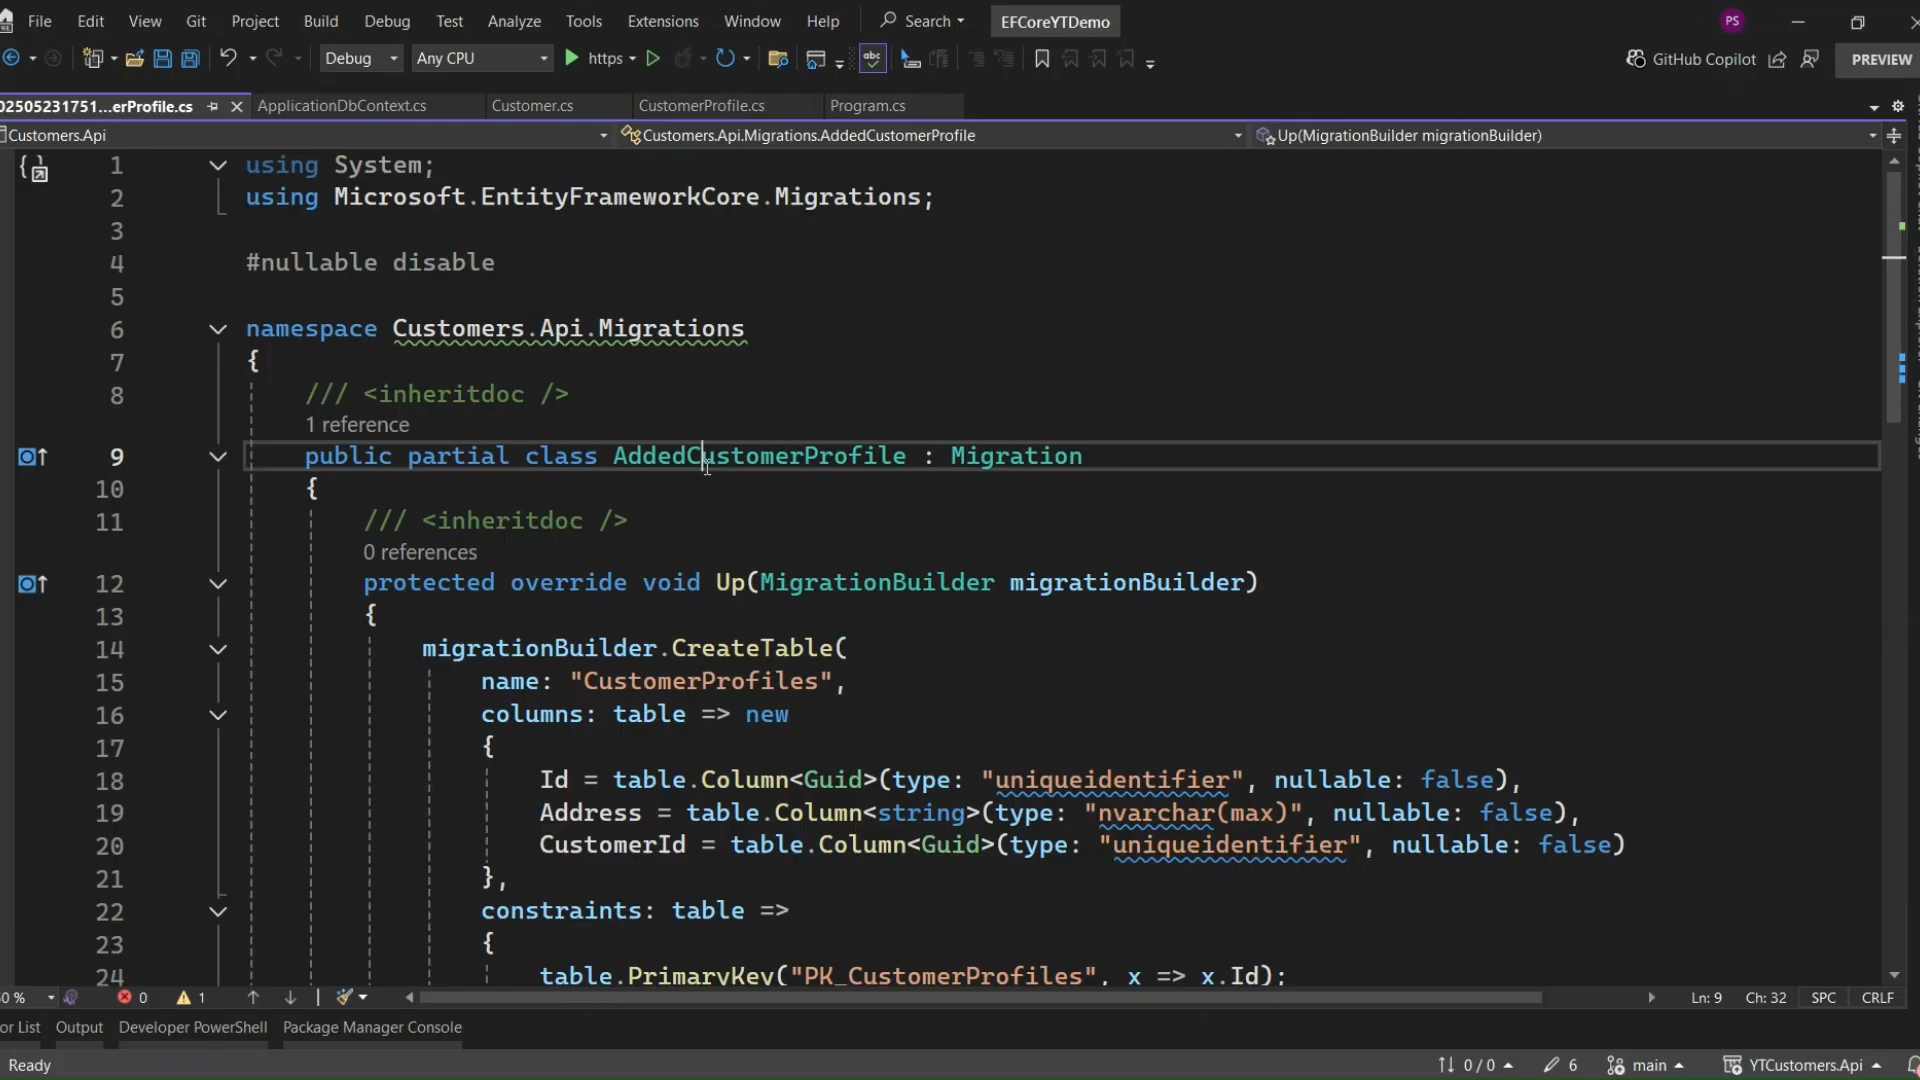 File Edit View Git Project Build Debug Test Analyze Tools Extensions Window Help Search EFCoreYTDemo PS
Debug Any CPU https abc GitHub Copilot PREVIEW
02505231751...erProfile.cs ApplicationDbContext.cs Customer.cs CustomerProfile.cs Program.cs
Customers.Api Customers.Api.Migrations.AddedCustomerProfile Up(MigrationBuilder migrationBuilder)
1 using System;
2 using Microsoft.EntityFrameworkCore.Migrations;
3
4 #nullable disable
5
6 namespace Customers.Api.Migrations
7 {
8 /// <inheritdoc />
1 reference
9 public partial class AddedCustomerProfile : Migration
10 {
11 /// <inheritdoc />
0 references
12 protected override void Up(MigrationBuilder migrationBuilder)
13 {
14 migrationBuilder.CreateTable(
15 name: "CustomerProfiles",
16 columns: table => new
17 {
18 Id = table.Column<Guid>(type: "uniqueidentifier", nullable: false),
19 Address = table.Column<string>(type: "nvarchar(max)", nullable: false),
20 CustomerId = table.Column<Guid>(type: "uniqueidentifier", nullable: false)
21 },
22 constraints: table =>
23 {
24 table.PrimaryKey("PK_CustomerProfiles", x => x.Id);
0 % 0 1 Ln: 9 Ch: 32 SPC CRLF
or List Output Developer PowerShell Package Manager Console
Ready 0 / 0 6 main YTCustomers.Api